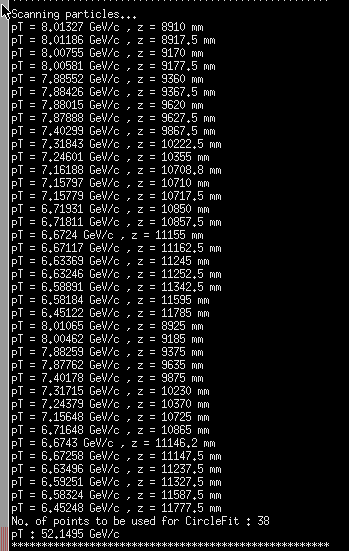 Scanning particles...
pT = 8.01327 GeV/c , z = 8910 mm
pT = 8.01186 GeV/c , z = 8917.5 mm
pT = 8.00755 GeV/c , z = 9170 mm
pT = 8.00581 GeV/c , z = 9177.5 mm
pT = 7.88552 GeV/c , z = 9360 mm
pT = 7.88426 GeV/c , z = 9367.5 mm
pT = 7.88015 GeV/c , z = 9620 mm
pT = 7.87888 GeV/c , z = 9627.5 mm
pT = 7.40299 GeV/c , z = 9867.5 mm
pT = 7.31843 GeV/c , z = 10222.5 mm
pT = 7.24601 GeV/c , z = 10355 mm
pT = 7.16188 GeV/c , z = 10708.8 mm
pT = 7.15797 GeV/c , z = 10710 mm
pT = 7.15779 GeV/c , z = 10717.5 mm
pT = 6.71931 GeV/c , z = 10850 mm
pT = 6.71811 GeV/c , z = 10857.5 mm
pT = 6.6724 GeV/c , z = 11155 mm
pT = 6.67117 GeV/c , z = 11162.5 mm
pT = 6.63369 GeV/c , z = 11245 mm
pT = 6.63246 GeV/c , z = 11252.5 mm
pT = 6.58891 GeV/c , z = 11342.5 mm
pT = 6.58184 GeV/c , z = 11595 mm
pT = 6.45122 GeV/c , z = 11785 mm
pT = 8.01065 GeV/c , z = 8925 mm
pT = 8.00462 GeV/c , z = 9185 mm
pT = 7.88259 GeV/c , z = 9375 mm
pT = 7.87762 GeV/c , z = 9635 mm
pT = 7.40178 GeV/c , z = 9875 mm
pT = 7.31715 GeV/c , z = 10230 mm
pT = 7.24379 GeV/c , z = 10370 mm
pT = 7.15648 GeV/c , z = 10725 mm
pT = 6.71648 GeV/c , z = 10865 mm
pT = 6.6743 GeV/c , z = 11146.2 mm
pT = 6.67258 GeV/c , z = 11147.5 mm
pT = 6.63496 GeV/c , z = 11237.5 mm
pT = 6.59251 GeV/c , z = 11327.5 mm
pT = 6.58324 GeV/c , z = 11587.5 mm
pT = 6.45248 GeV/c , z = 11777.5 mm
No. of points to be used for CircleFit : 38
pT : 52.1495 GeV/c
*****************************************************